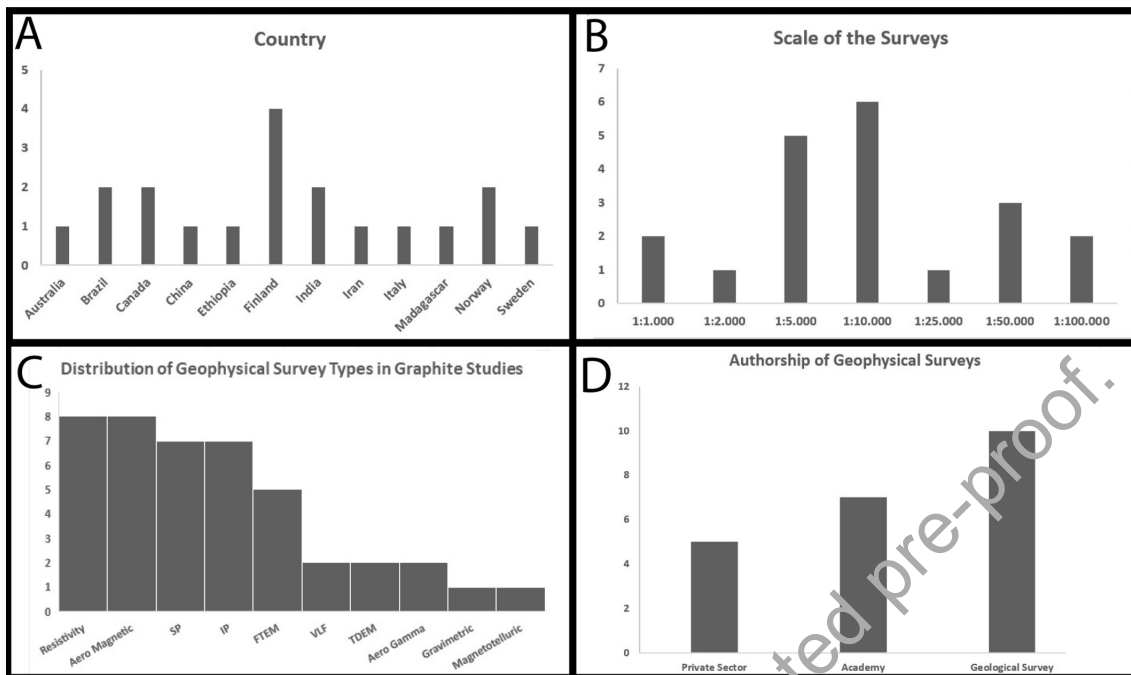 A
Country
5
4
3
2
1
0
Australia
Brazil
Canada
China
Ethiopia
Finland
India
Iran
Italy
Madagascar
Norway
Sweden
B
Scale of the Surveys
7
6
5
4
3
2
1
0
1:1.000
1:2.000
1:5.000
1:10.000
1:25.000
1:50.000
1:100.000
C
Distribution of Geophysical Survey Types in Graphite Studies
9
8
7
6
5
4
3
2
1
0
Resistivity
Aero Magnetic
SP
IP
FTEM
VLF
TDEM
Aero Gamma
Gravimetric
Magnetotelluric
D
Authorship of Geophysical Surveys
12
10
8
6
4
2
0
Private Sector
Academy
Geological Survey
ted pre-proof.